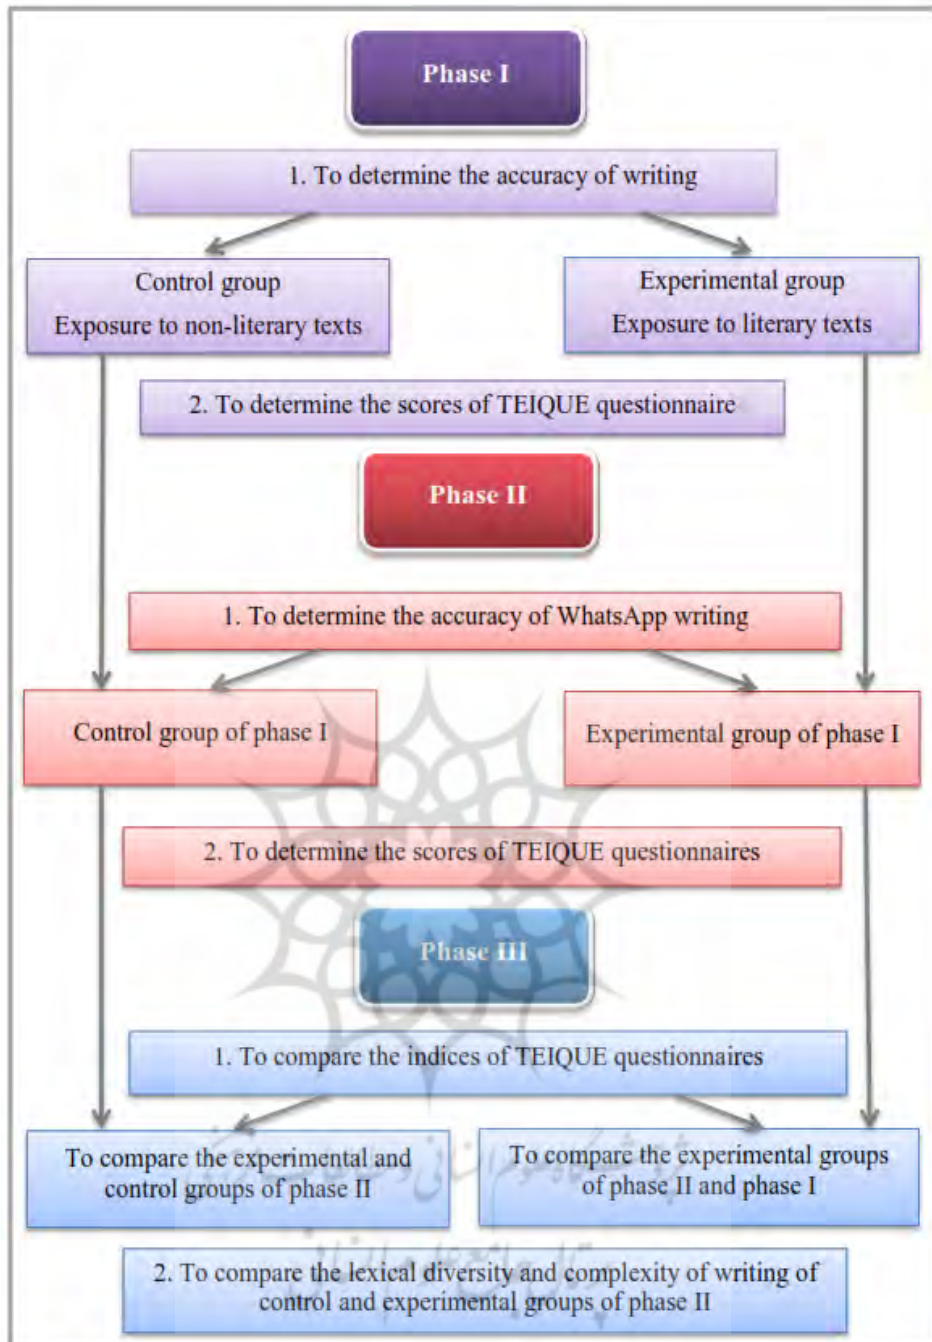 Phase I
1. To determine the accuracy of writing
Control group
Exposure to non-literary texts
Experimental group
Exposure to literary texts
2. To determine the scores of TEIQUE questionnaire
Phase II
1. To determine the accuracy of WhatsApp writing
Control group of phase I
Experimental group of phase I
2. To determine the scores of TEIQUE questionnaires
Phase III
1. To compare the indices of TEIQUE questionnaires
To compare the experimental and
control groups of phase II
To compare the experimental groups
of phase II and phase I
2. To compare the lexical diversity and complexity of writing of
control and experimental groups of phase II